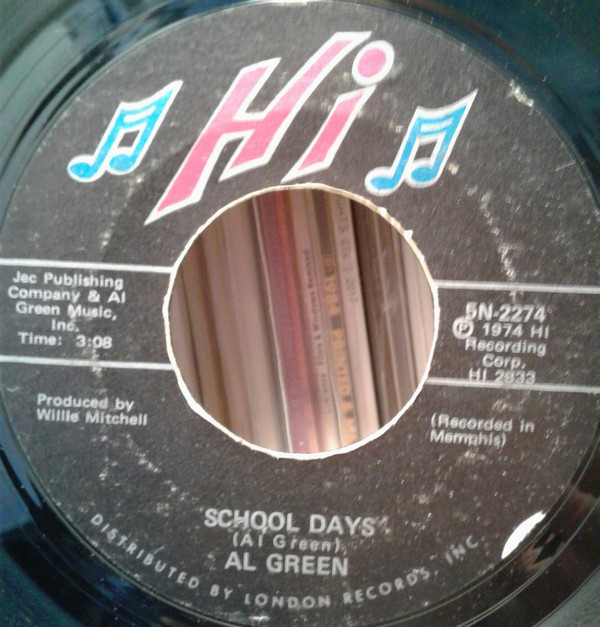 Hi
Jec Publishing
Company & Al
Green Music,
Inc.
Time: 3:08
5N-2274
Ⓟ 1974 HI
Recording
Corp.
HI 2933
Produced by
Willie Mitchell
(Recorded in
Memphis)
SCHOOL DAYS
(Al Green)
AL GREEN
DISTRIBUTED BY LONDON RECORDS, INC.